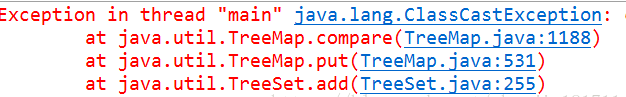 Exception in thread "main" java.lang.ClassCastException:
at java.util.TreeMap.compare(TreeMap.java:1188)
at java.util.TreeMap.put(TreeMap.java:531)
at java.util.TreeSet.add(TreeSet.java:255)